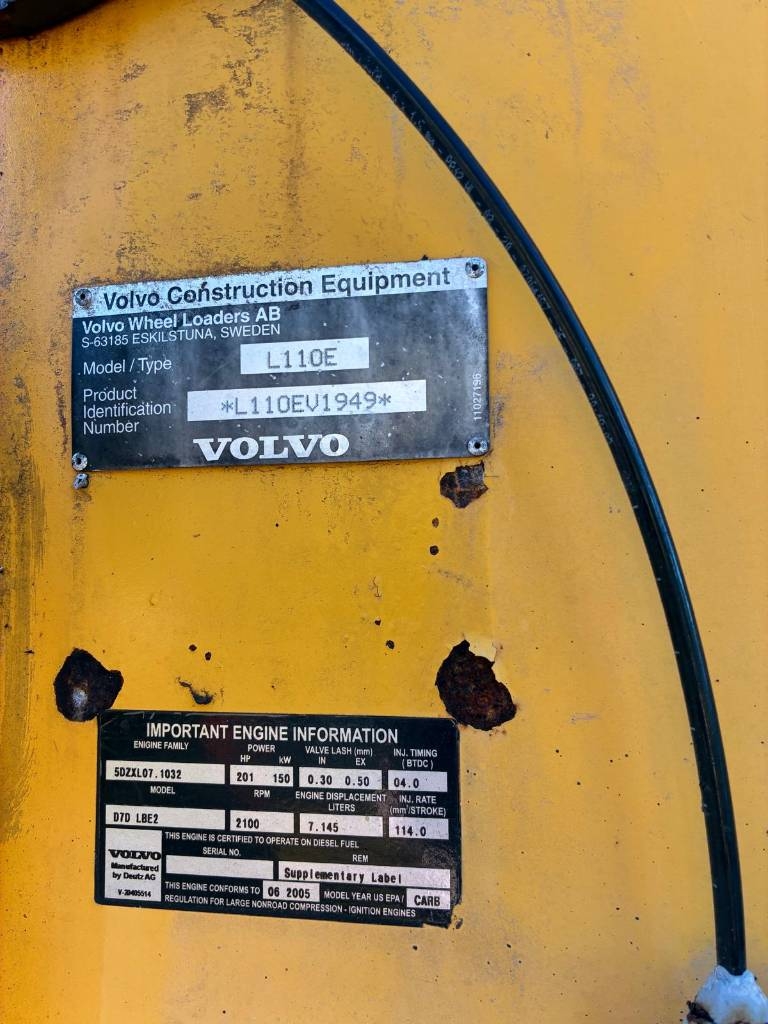 Volvo Construction Equipment
Volvo Wheel Loaders AB
S-63185 ESKILSTUNA, SWEDEN
Model / Type L110E
Product Identification Number *L110EV1949*
11027196
VOLVO
IMPORTANT ENGINE INFORMATION
ENGINE FAMILY POWER VALVE LASH (mm) INJ. TIMING
HP kW IN EX (BTDC)
5DZXL07.1032 201 150 0.30 0.50 04.0
MODEL RPM ENGINE DISPLACEMENT LITERS INJ. RATE (mm³/STROKE)
D7D LBE2 2100 7.145 114.0
THIS ENGINE IS CERTIFIED TO OPERATE ON DIESEL FUEL
SERIAL NO. REM
VOLVO
Manufactured
by Deutz AG
V-20405514
Supplementary Label
THIS ENGINE CONFORMS TO 06 2005 MODEL YEAR US EPA / CARB
REGULATION FOR LARGE NONROAD COMPRESSION - IGNITION ENGINES